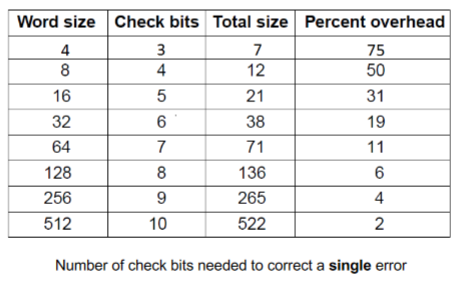 Word size Check bits Total size Percent overhead
4 3 7 75
8 4 12 50
16 5 21 31
32 6 38 19
64 7 71 11
128 8 136 6
256 9 265 4
512 10 522 2
Number of check bits needed to correct a single error